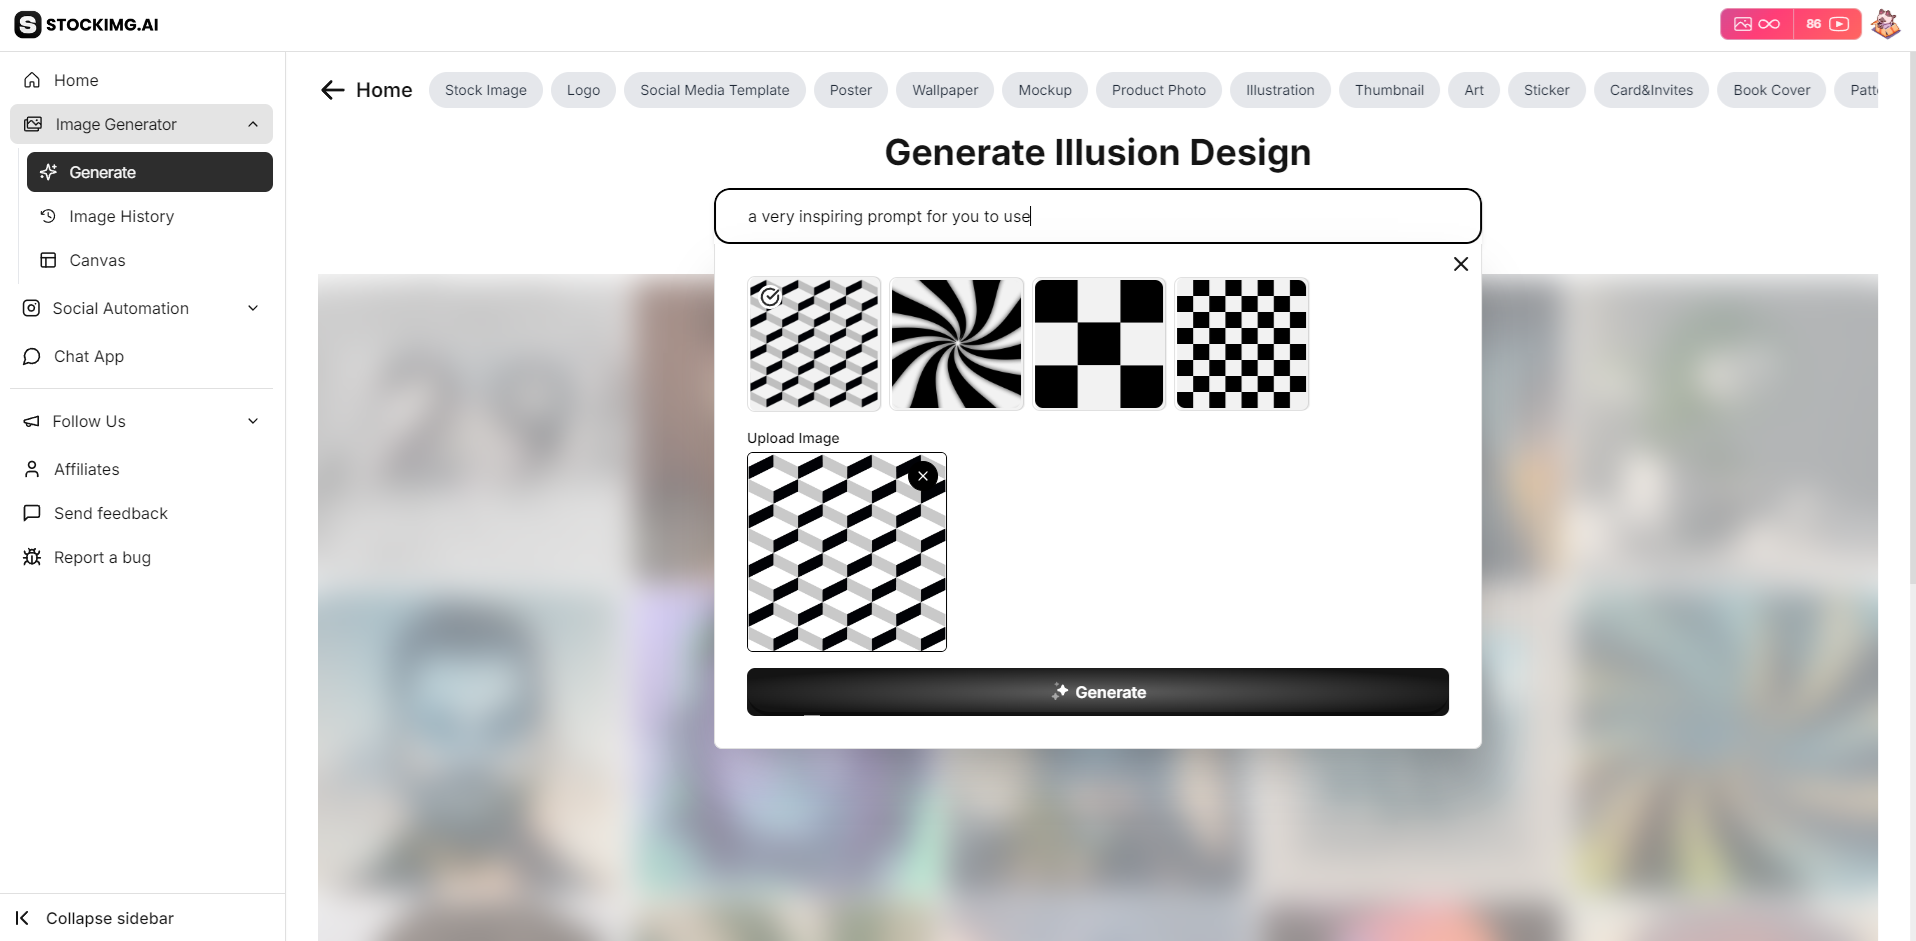 STOCKIMG.AI
86
Home
Image Generator
Generate
Image History
Canvas
Social Automation
Chat App
Follow Us
Affiliates
Send feedback
Report a bug
Collapse sidebar
Home
Stock Image
Logo
Social Media Template
Poster
Wallpaper
Mockup
Product Photo
Illustration
Thumbnail
Art
Sticker
Card&Invites
Book Cover
Patte
Generate Illusion Design
a very inspiring prompt for you to use
Upload Image
Generate